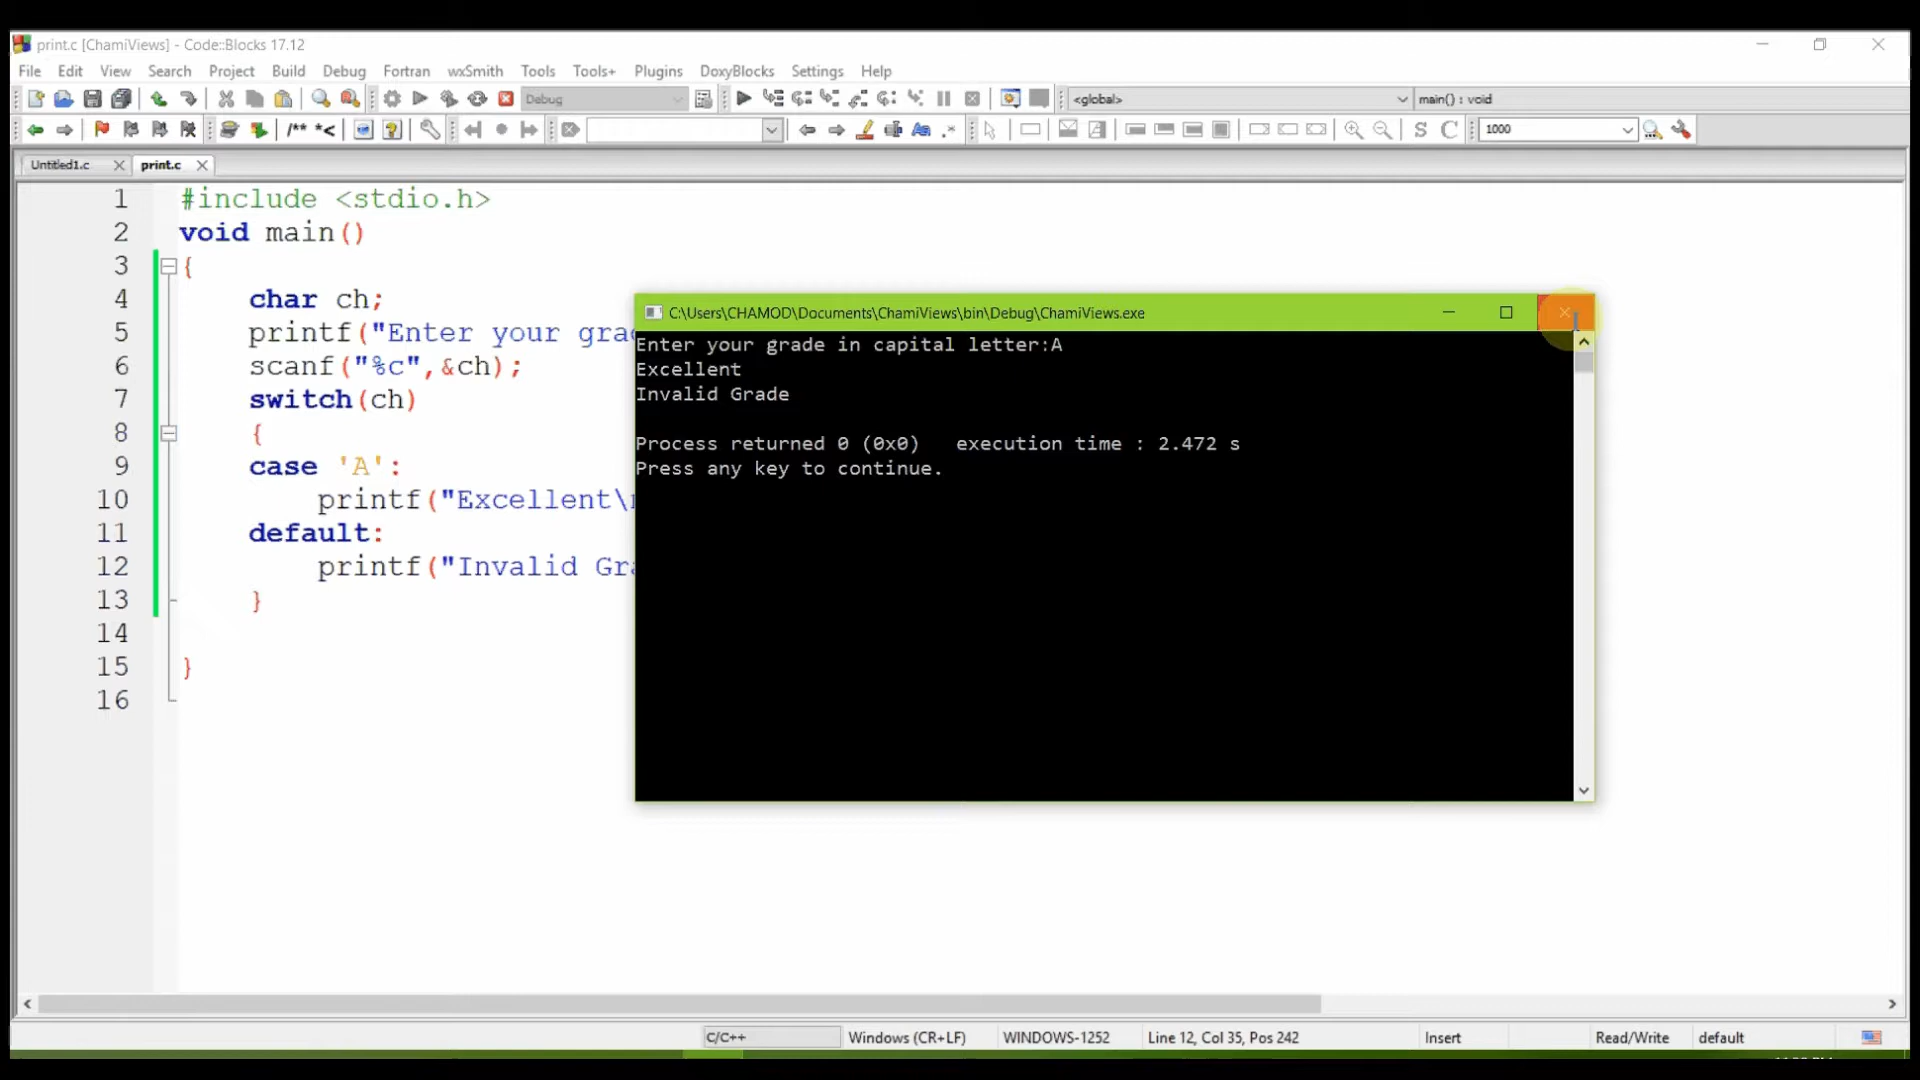 print.c [ChamiViews] - Code::Blocks 17.12
File Edit View Search Project Build Debug Fortran wxSmith Tools Tools+ Plugins DoxyBlocks Settings Help
Debug <global> main() : void
/** *< .* S C 1000
Untitled1.c print.c
1 #include <stdio.h>
2 void main()
3 {
4 char ch;
5 printf("Enter your grad
6 scanf("%c",&ch);
7 switch(ch)
8 {
9 case 'A':
10 printf("Excellent\
11 default:
12 printf("Invalid Gra
13 }
14
15 }
16
C:\Users\CHAMOD\Documents\ChamiViews\bin\Debug\ChamiViews.exe
Enter your grade in capital letter:A
Excellent
Invalid Grade
Process returned 0 (0x0) execution time : 2.472 s
Press any key to continue.
C/C++ Windows (CR+LF) WINDOWS-1252 Line 12, Col 35, Pos 242 Insert Read/Write default